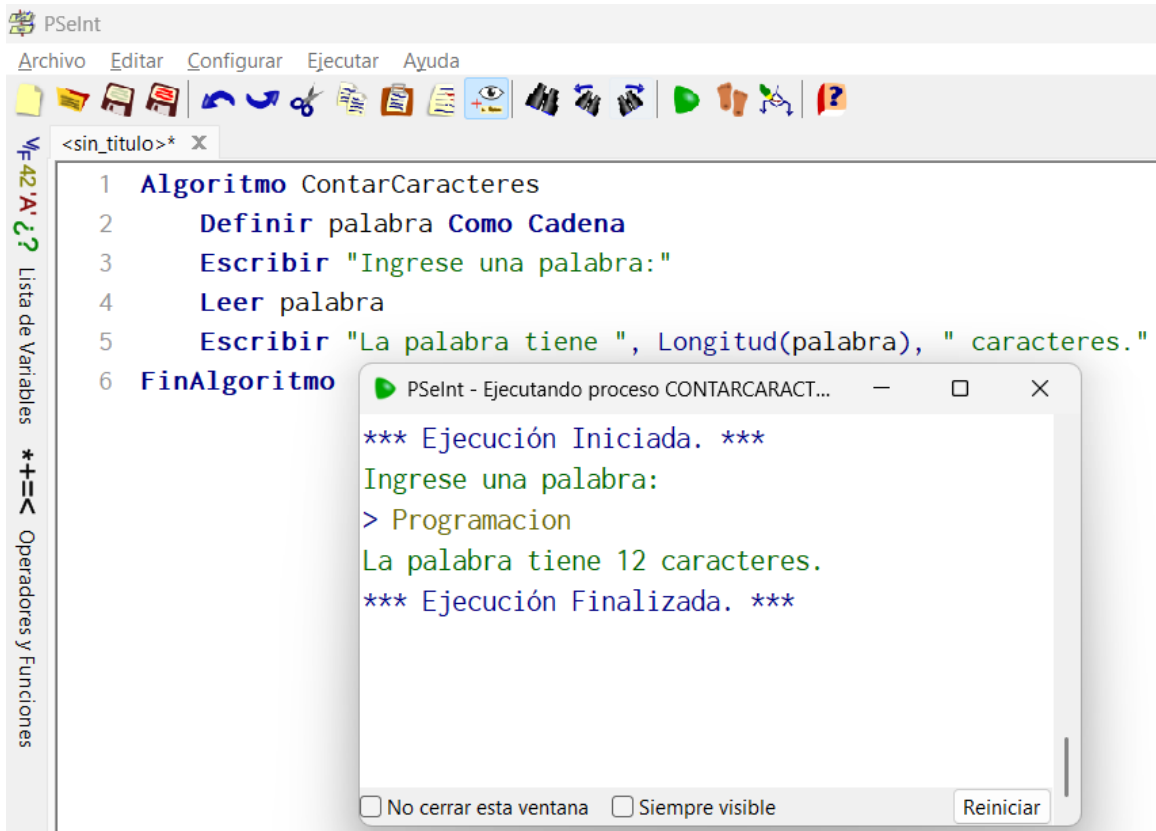 PSeInt
Archivo Editar Configurar Ejecutar Ayuda
<sin_titulo>* X
1 Algoritmo ContarCaracteres
2 Definir palabra Como Cadena
3 Escribir "Ingrese una palabra:"
4 Leer palabra
5 Escribir "La palabra tiene ", Longitud(palabra), " caracteres."
6 FinAlgoritmo
42 'A' ¿? Lista de Variables
*+=< Operadores y Funciones
PSeInt - Ejecutando proceso CONTARCARACT...
*** Ejecución Iniciada. ***
Ingrese una palabra:
> Programacion
La palabra tiene 12 caracteres.
*** Ejecución Finalizada. ***
No cerrar esta ventana Siempre visible Reiniciar